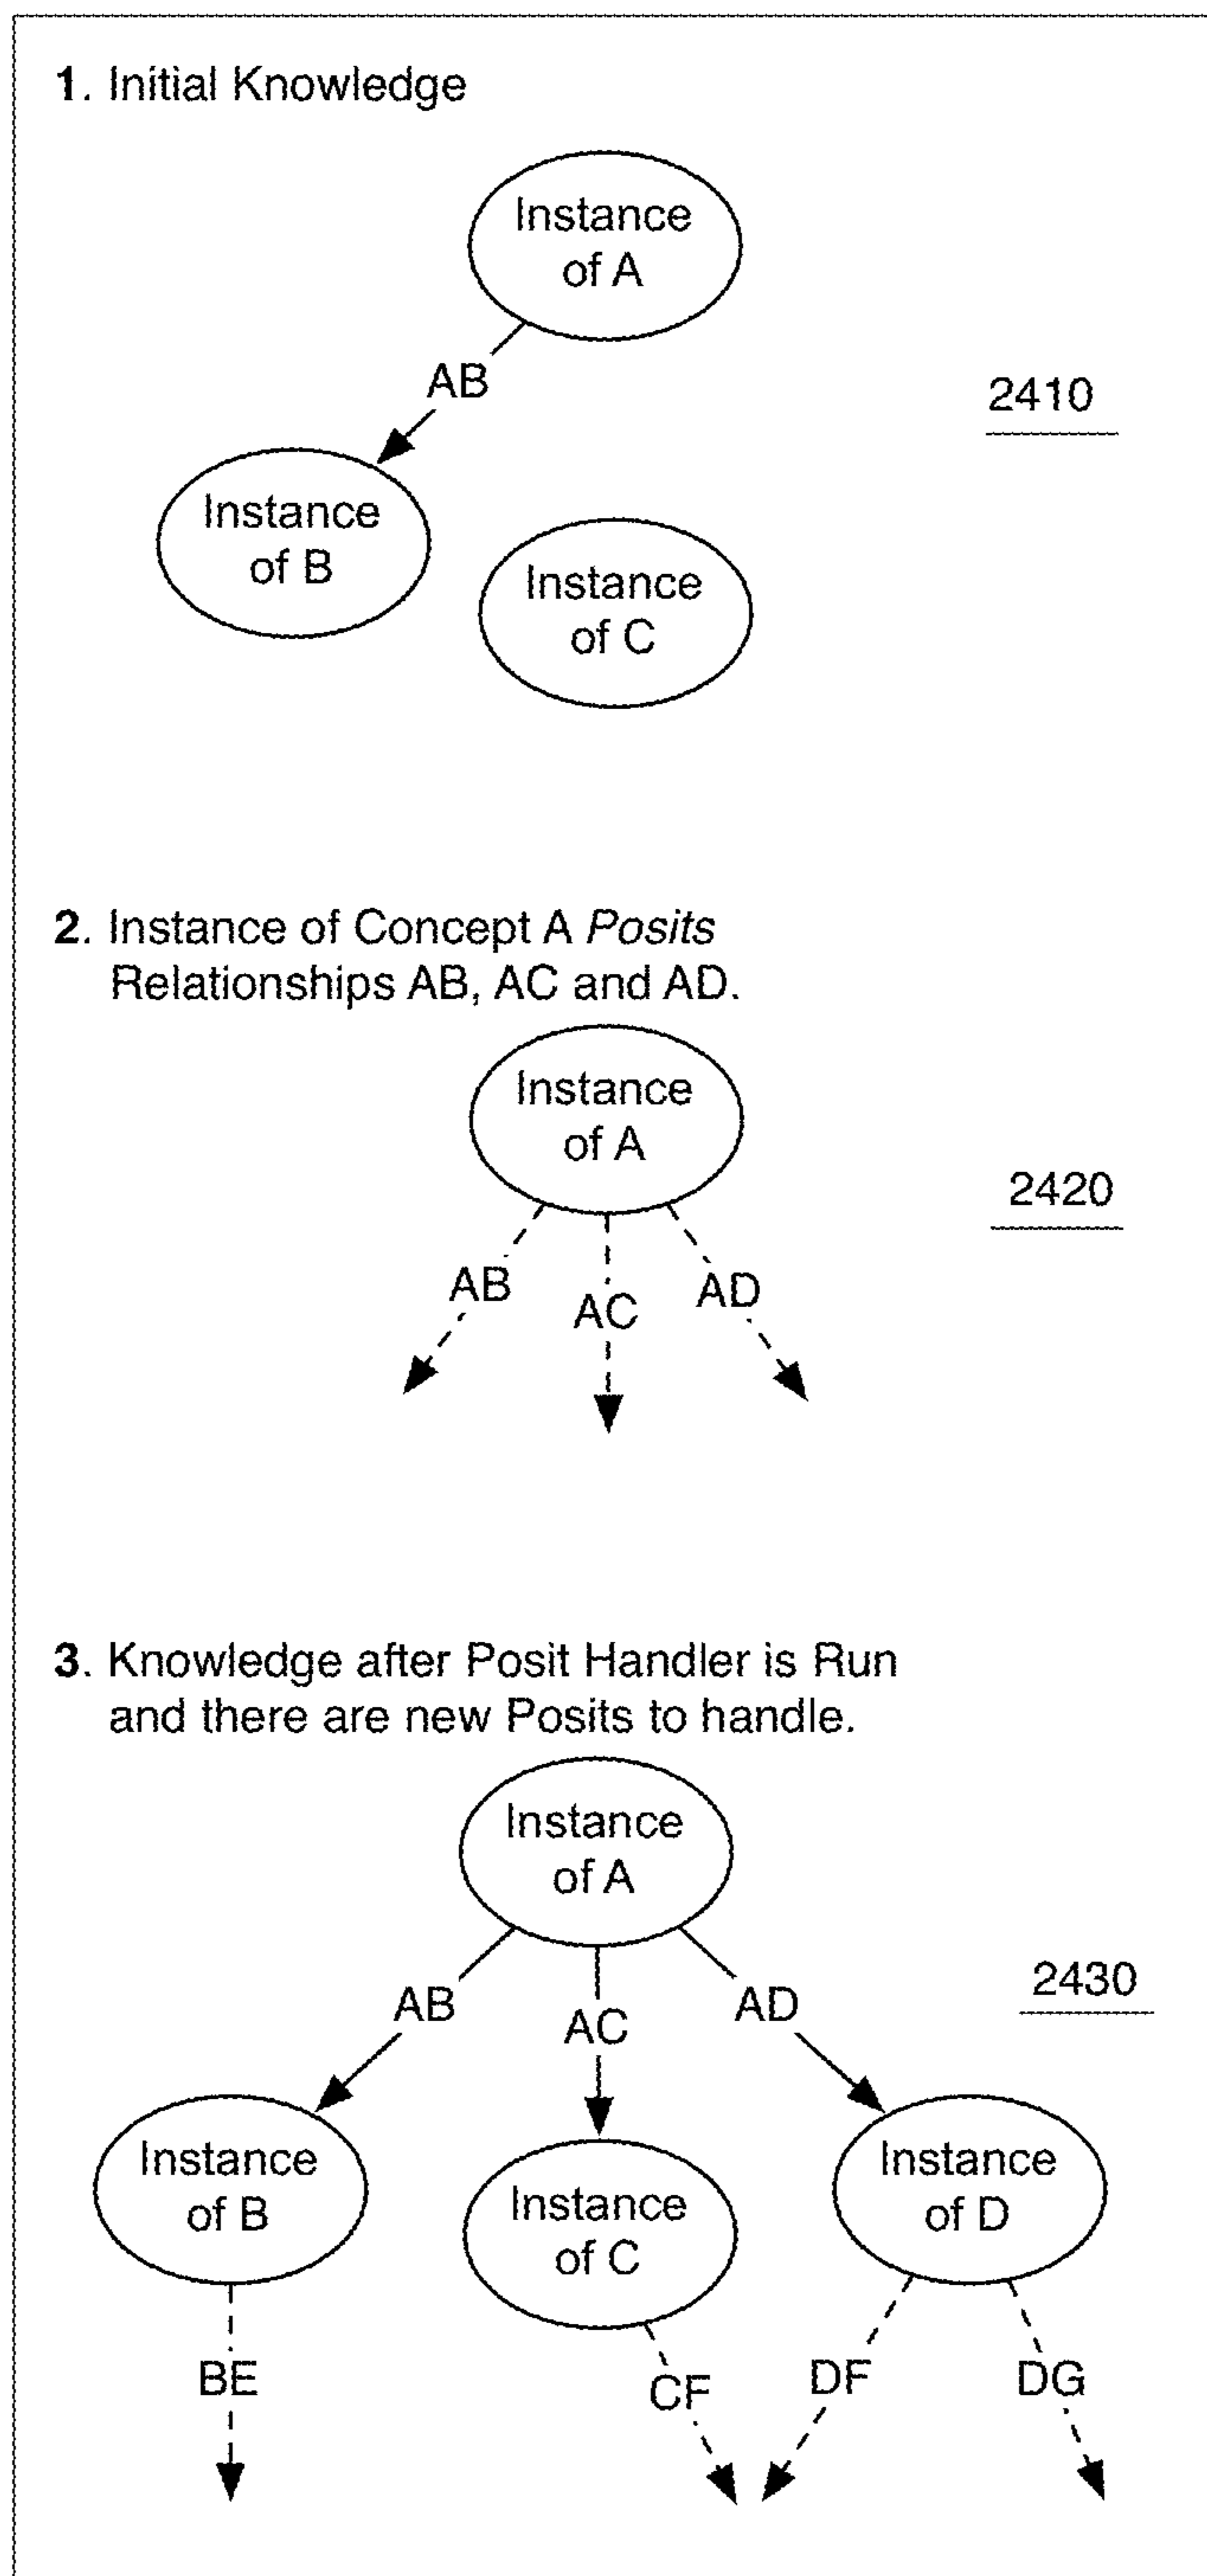 1. Initial Knowledge
Instance
of A
AB
2410
Instance
of B
Instance
of C
2. Instance of Concept A Posits
Relationships AB, AC and AD.
Instance
of A
2420
AB
AC
AD
3. Knowledge after Posit Handler is Run
and there are new Posits to handle.
Instance
of A
2430
AB
AC
AD
Instance
of B
Instance
of C
Instance
of D
BE
CF
DF
DG